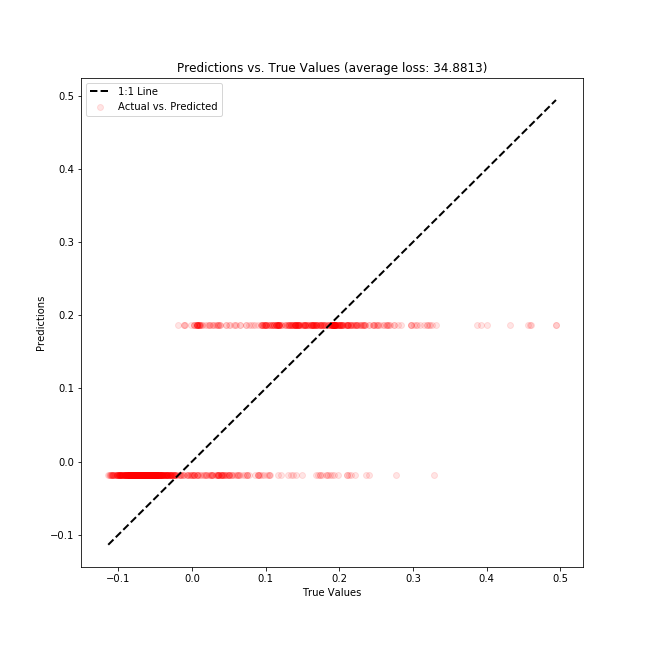 Predictions vs. True Values (average loss: 34.8813)
1:1 Line
Actual vs. Predicted
0.5
0.4
0.3
0.2
0.1
0.0
−0.1
Predictions
−0.1 0.0 0.1 0.2 0.3 0.4 0.5
True Values